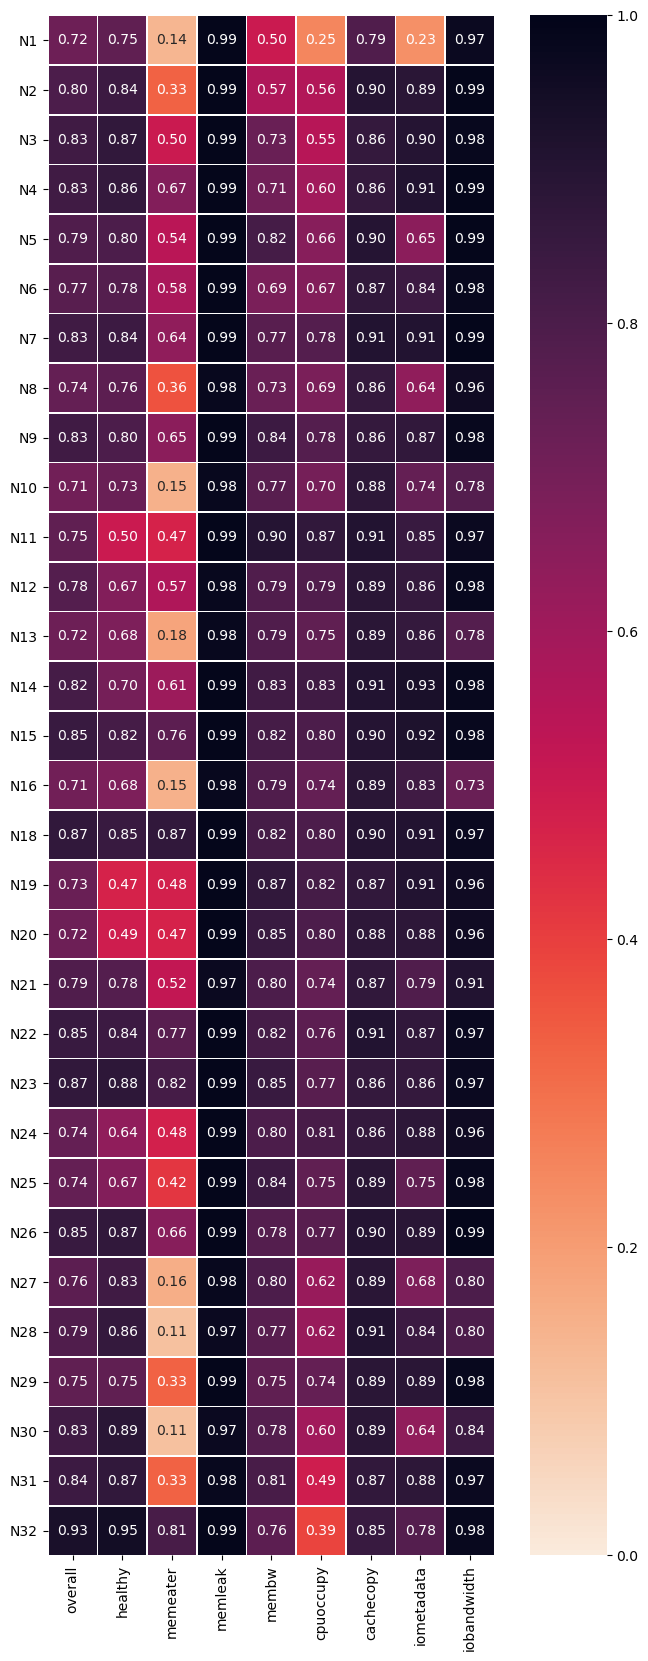 N1 0.72 0.75 0.14 0.99 0.50 0.25 0.79 0.23 0.97
N2 0.80 0.84 0.33 0.99 0.57 0.56 0.90 0.89 0.99
N3 0.83 0.87 0.50 0.99 0.73 0.55 0.86 0.90 0.98
N4 0.83 0.86 0.67 0.99 0.71 0.60 0.86 0.91 0.99
N5 0.79 0.80 0.54 0.99 0.82 0.66 0.90 0.65 0.99
N6 0.77 0.78 0.58 0.99 0.69 0.67 0.87 0.84 0.98
N7 0.83 0.84 0.64 0.99 0.77 0.78 0.91 0.91 0.99
N8 0.74 0.76 0.36 0.98 0.73 0.69 0.86 0.64 0.96
N9 0.83 0.80 0.65 0.99 0.84 0.78 0.86 0.87 0.98
N10 0.71 0.73 0.15 0.98 0.77 0.70 0.88 0.74 0.78
N11 0.75 0.50 0.47 0.99 0.90 0.87 0.91 0.85 0.97
N12 0.78 0.67 0.57 0.98 0.79 0.79 0.89 0.86 0.98
N13 0.72 0.68 0.18 0.98 0.79 0.75 0.89 0.86 0.78
N14 0.82 0.70 0.61 0.99 0.83 0.83 0.91 0.93 0.98
N15 0.85 0.82 0.76 0.99 0.82 0.80 0.90 0.92 0.98
N16 0.71 0.68 0.15 0.98 0.79 0.74 0.89 0.83 0.73
N18 0.87 0.85 0.87 0.99 0.82 0.80 0.90 0.91 0.97
N19 0.73 0.47 0.48 0.99 0.87 0.82 0.87 0.91 0.96
N20 0.72 0.49 0.47 0.99 0.85 0.80 0.88 0.88 0.96
N21 0.79 0.78 0.52 0.97 0.80 0.74 0.87 0.79 0.91
N22 0.85 0.84 0.77 0.99 0.82 0.76 0.91 0.87 0.97
N23 0.87 0.88 0.82 0.99 0.85 0.77 0.86 0.86 0.97
N24 0.74 0.64 0.48 0.99 0.80 0.81 0.86 0.88 0.96
N25 0.74 0.67 0.42 0.99 0.84 0.75 0.89 0.75 0.98
N26 0.85 0.87 0.66 0.99 0.78 0.77 0.90 0.89 0.99
N27 0.76 0.83 0.16 0.98 0.80 0.62 0.89 0.68 0.80
N28 0.79 0.86 0.11 0.97 0.77 0.62 0.91 0.84 0.80
N29 0.75 0.75 0.33 0.99 0.75 0.74 0.89 0.89 0.98
N30 0.83 0.89 0.11 0.97 0.78 0.60 0.89 0.64 0.84
N31 0.84 0.87 0.33 0.98 0.81 0.49 0.87 0.88 0.97
N32 0.93 0.95 0.81 0.99 0.76 0.39 0.85 0.78 0.98
overall healthy memeater memleak membw cpuoccupy cachecopy iometadata iobandwidth
1.0
0.8
0.6
0.4
0.2
0.0